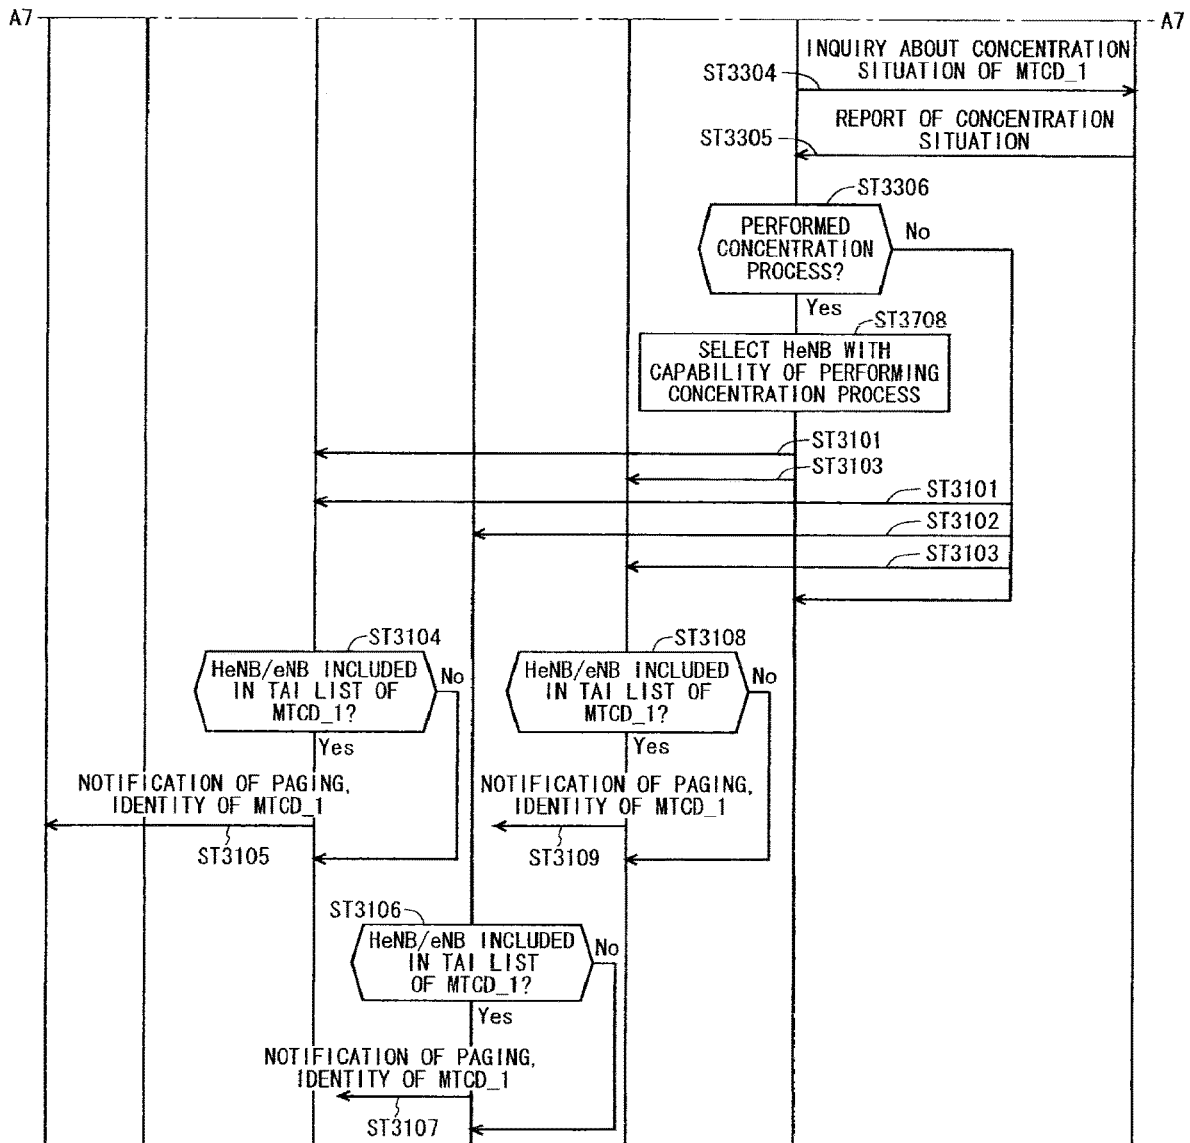 A7
A7
INQUIRY ABOUT CONCENTRATION
SITUATION OF MTCD_1
ST3304
REPORT OF CONCENTRATION
SITUATION
ST3305
ST3306
PERFORMED
CONCENTRATION
PROCESS?
No
Yes
ST3708
SELECT HeNB WITH
CAPABILITY OF PERFORMING
CONCENTRATION PROCESS
ST3101
ST3103
ST3101
ST3102
ST3103
ST3104
HeNB/eNB INCLUDED
IN TAI LIST OF
MTCD_1?
No
Yes
ST3108
HeNB/eNB INCLUDED
IN TAI LIST OF
MTCD_1?
No
Yes
NOTIFICATION OF PAGING,
IDENTITY OF MTCD_1
ST3105
NOTIFICATION OF PAGING,
IDENTITY OF MTCD_1
ST3109
ST3106
HeNB/eNB INCLUDED
IN TAI LIST
OF MTCD_1?
No
Yes
NOTIFICATION OF PAGING,
IDENTITY OF MTCD_1
ST3107